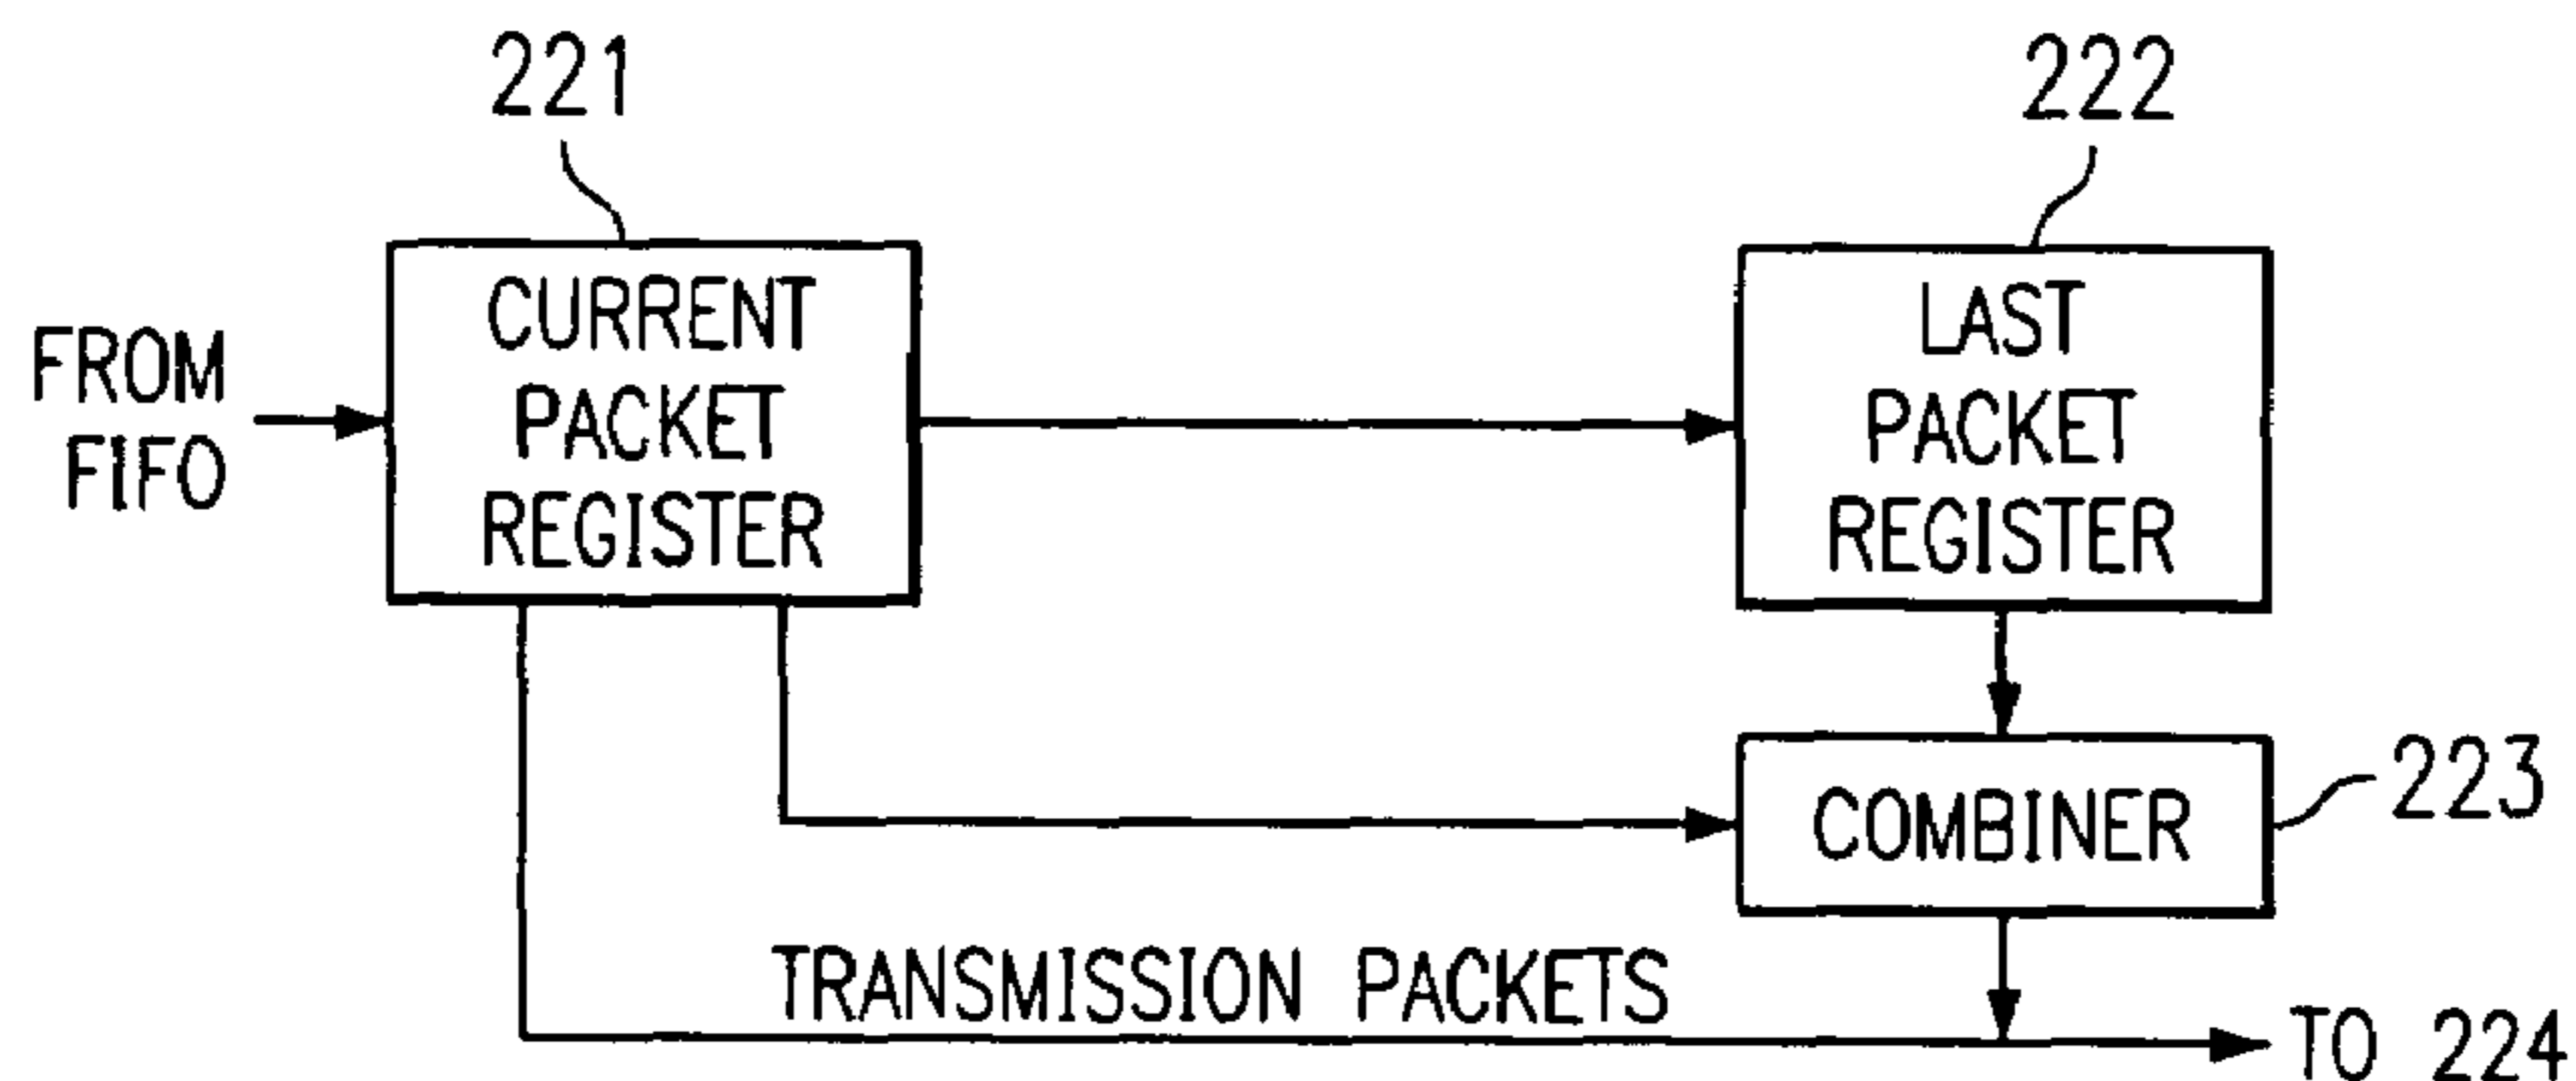 221
222
FROM
FIFO
CURRENT
PACKET
REGISTER
LAST
PACKET
REGISTER
COMBINER
223
TRANSMISSION PACKETS
TO 224